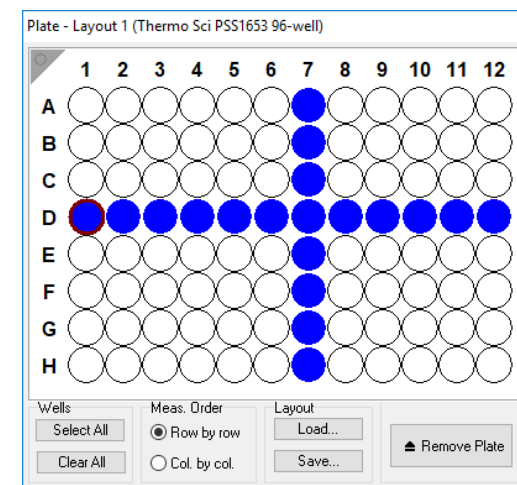 Plate - Layout 1 (Thermo Sci PSS1653 96-well)
1 2 3 4 5 6 7 8 9 10 11 12
A
B
C
D
E
F
G
H
Wells Meas. Order Layout
Select All Row by row Load...
Remove Plate
Clear All Col. by col. Save...